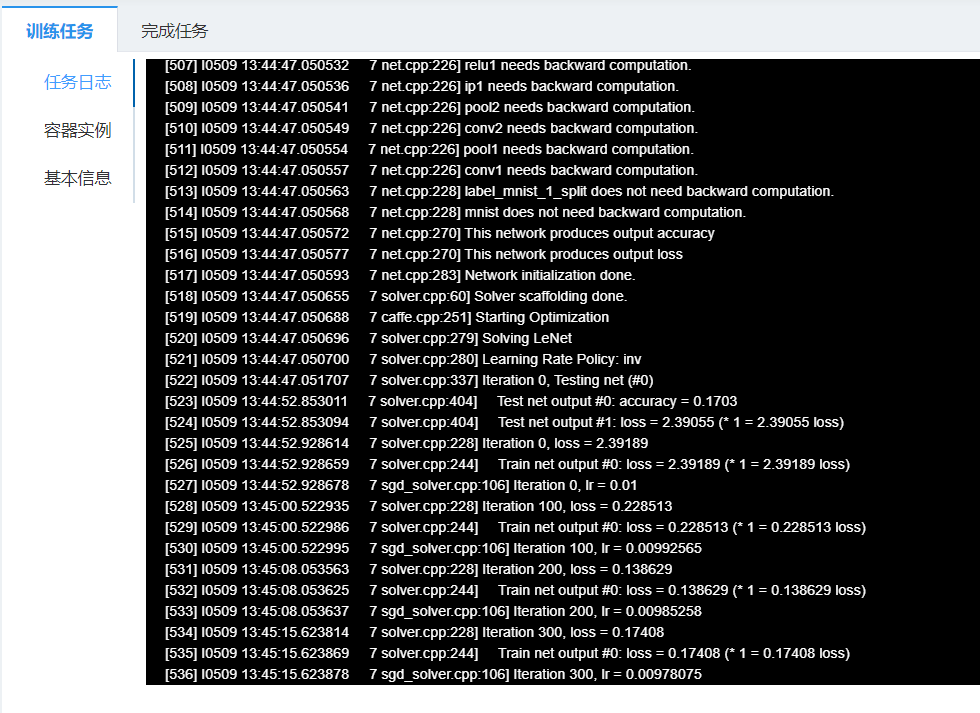 训练任务
完成任务
任务日志
容器实例
基本信息
[507] I0509 13:44:47.050532 7 net.cpp:226] relu1 needs backward computation.
[508] I0509 13:44:47.050536 7 net.cpp:226] ip1 needs backward computation.
[509] I0509 13:44:47.050541 7 net.cpp:226] pool2 needs backward computation.
[510] I0509 13:44:47.050549 7 net.cpp:226] conv2 needs backward computation.
[511] I0509 13:44:47.050554 7 net.cpp:226] pool1 needs backward computation.
[512] I0509 13:44:47.050557 7 net.cpp:226] conv1 needs backward computation.
[513] I0509 13:44:47.050563 7 net.cpp:228] label_mnist_1_split does not need backward computation.
[514] I0509 13:44:47.050568 7 net.cpp:228] mnist does not need backward computation.
[515] I0509 13:44:47.050572 7 net.cpp:270] This network produces output accuracy
[516] I0509 13:44:47.050577 7 net.cpp:270] This network produces output loss
[517] I0509 13:44:47.050593 7 net.cpp:283] Network initialization done.
[518] I0509 13:44:47.050655 7 solver.cpp:60] Solver scaffolding done.
[519] I0509 13:44:47.050688 7 caffe.cpp:251] Starting Optimization
[520] I0509 13:44:47.050696 7 solver.cpp:279] Solving LeNet
[521] I0509 13:44:47.050700 7 solver.cpp:280] Learning Rate Policy: inv
[522] I0509 13:44:47.051707 7 solver.cpp:337] Iteration 0, Testing net (#0)
[523] I0509 13:44:52.853011 7 solver.cpp:404] Test net output #0: accuracy = 0.1703
[524] I0509 13:44:52.853094 7 solver.cpp:404] Test net output #1: loss = 2.39055 (* 1 = 2.39055 loss)
[525] I0509 13:44:52.928614 7 solver.cpp:228] Iteration 0, loss = 2.39189
[526] I0509 13:44:52.928659 7 solver.cpp:244] Train net output #0: loss = 2.39189 (* 1 = 2.39189 loss)
[527] I0509 13:44:52.928678 7 sgd_solver.cpp:106] Iteration 0, lr = 0.01
[528] I0509 13:45:00.522935 7 solver.cpp:228] Iteration 100, loss = 0.228513
[529] I0509 13:45:00.522986 7 solver.cpp:244] Train net output #0: loss = 0.228513 (* 1 = 0.228513 loss)
[530] I0509 13:45:00.522995 7 sgd_solver.cpp:106] Iteration 100, lr = 0.00992565
[531] I0509 13:45:08.053563 7 solver.cpp:228] Iteration 200, loss = 0.138629
[532] I0509 13:45:08.053625 7 solver.cpp:244] Train net output #0: loss = 0.138629 (* 1 = 0.138629 loss)
[533] I0509 13:45:08.053637 7 sgd_solver.cpp:106] Iteration 200, lr = 0.00985258
[534] I0509 13:45:15.623814 7 solver.cpp:228] Iteration 300, loss = 0.17408
[535] I0509 13:45:15.623869 7 solver.cpp:244] Train net output #0: loss = 0.17408 (* 1 = 0.17408 loss)
[536] I0509 13:45:15.623878 7 sgd_solver.cpp:106] Iteration 300, lr = 0.00978075